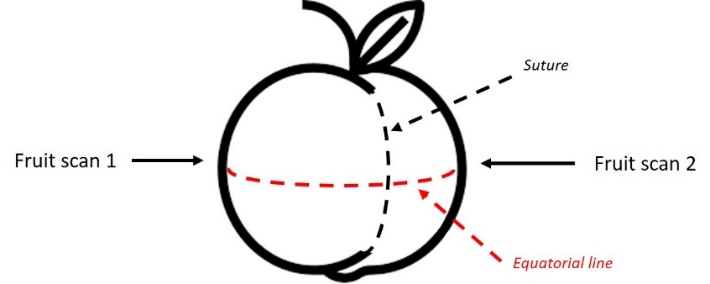 Suture
Fruit scan 1
Fruit scan 2
Equatorial line